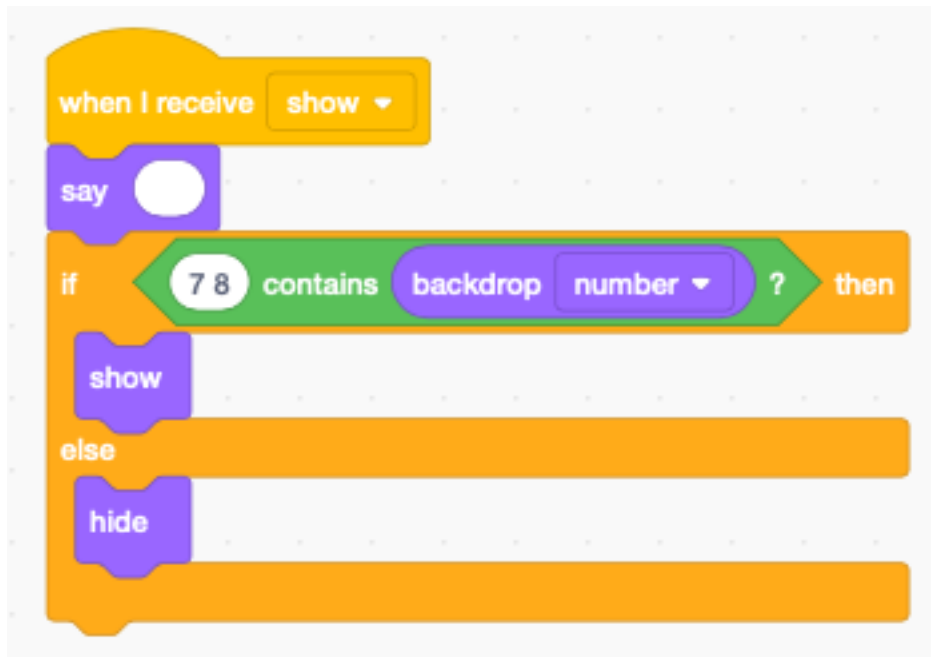 when I receive show
say
if 7 8 contains backdrop number ? then
show
else
hide